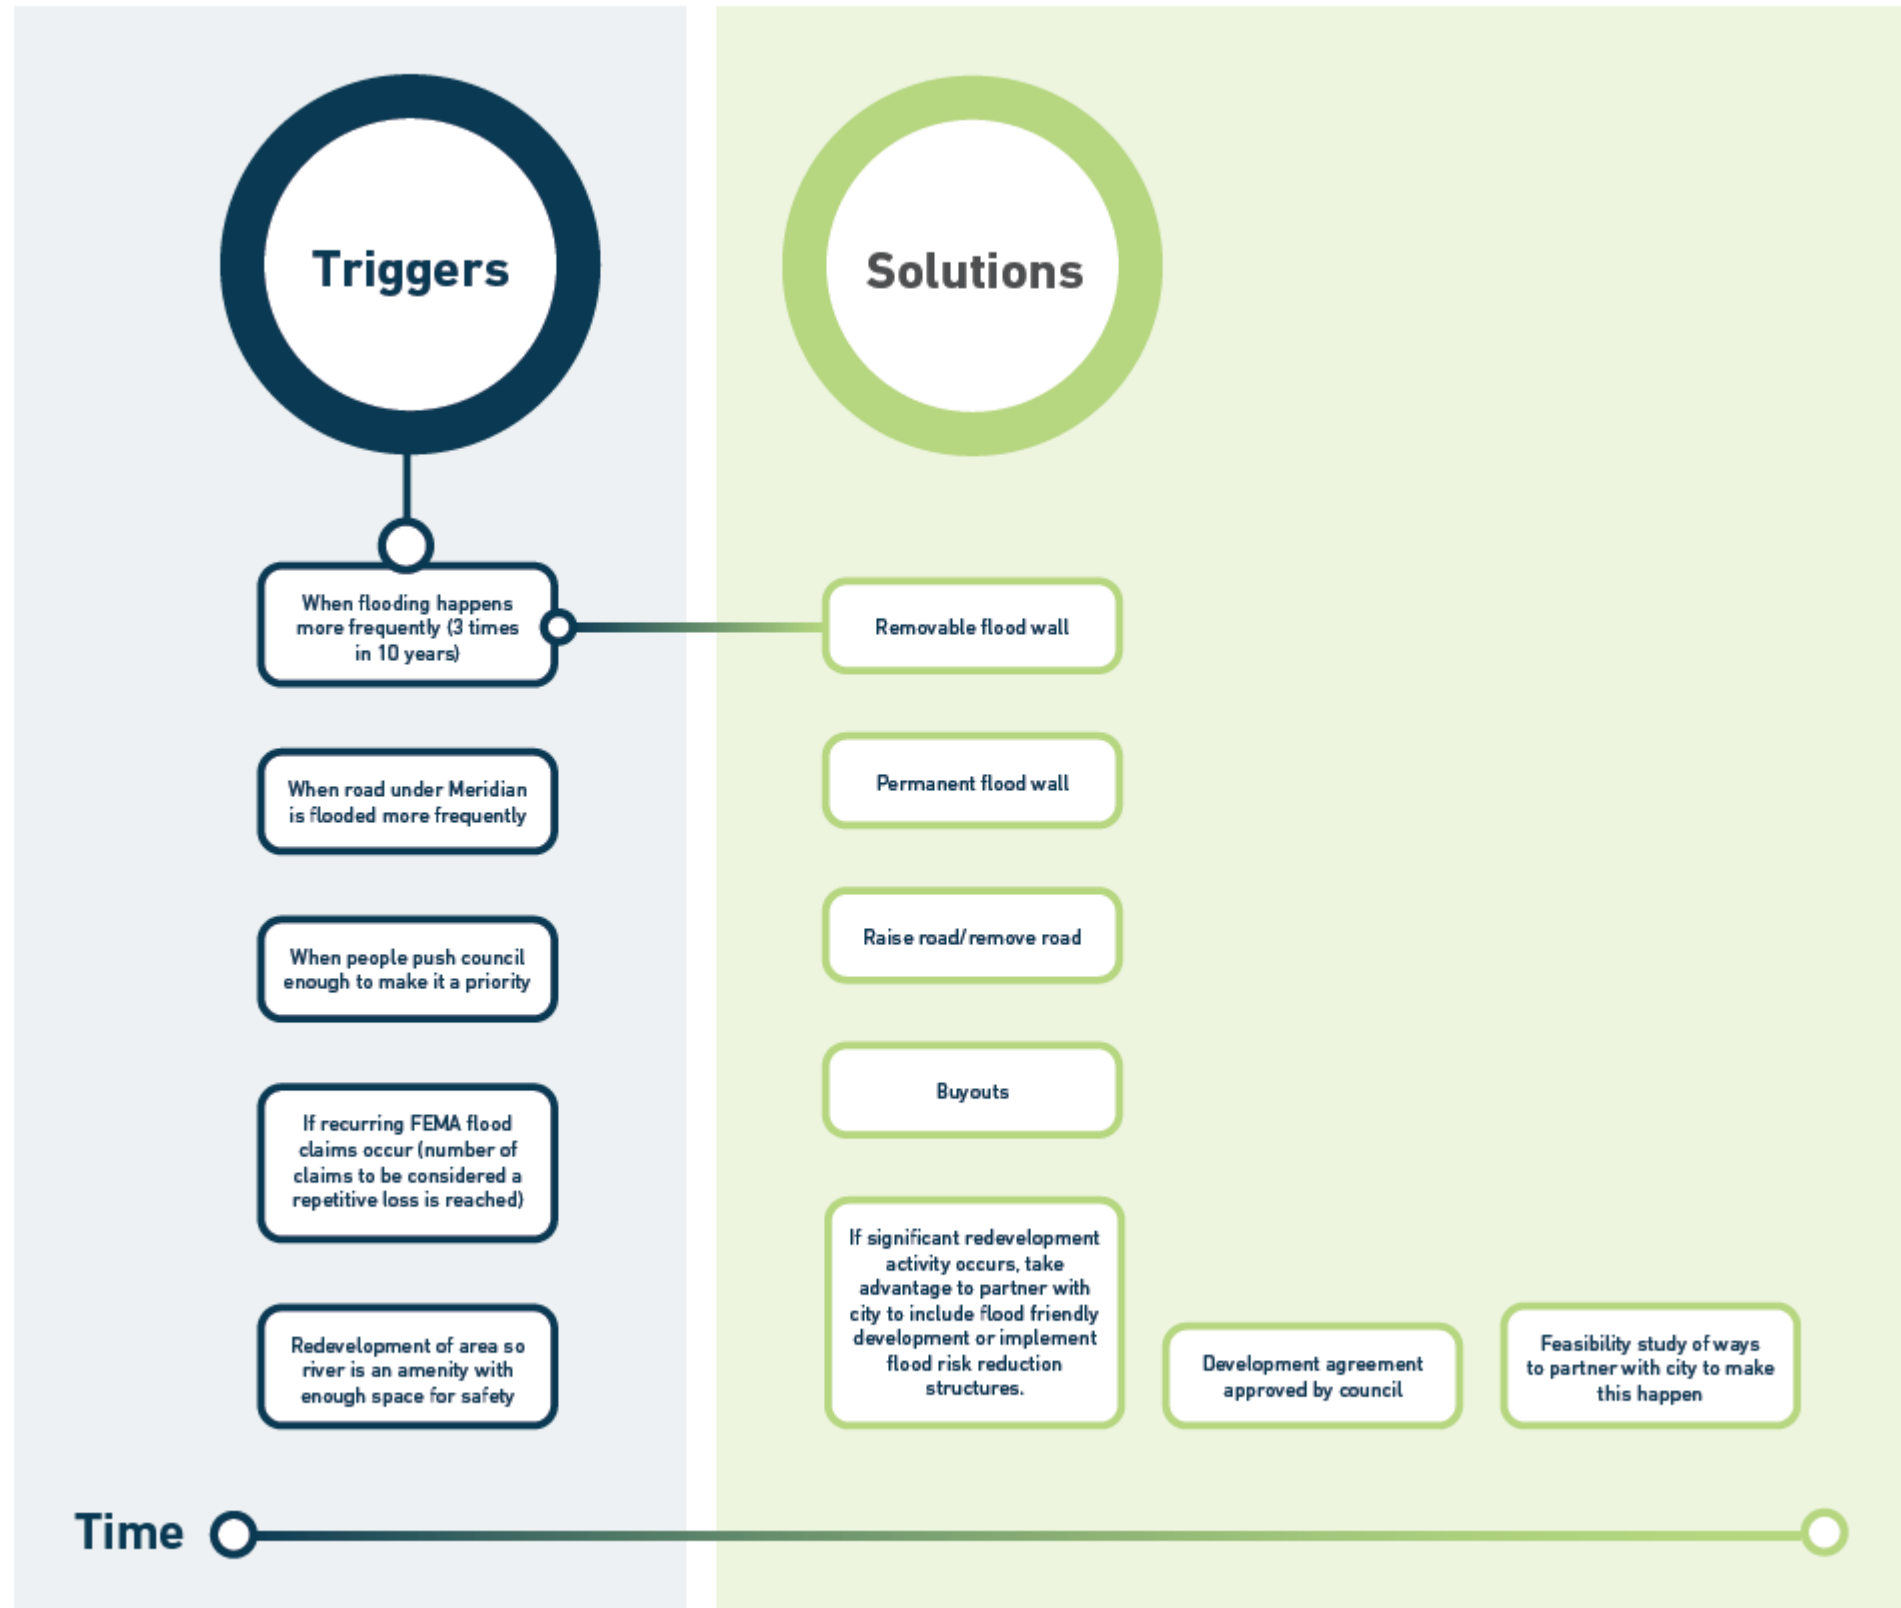 Triggers
Solutions
When flooding happens
more frequently (3 times
in 10 years)
Removable flood wall
When road under Meridian
is flooded more frequently
Permanent flood wall
When people push council
enough to make it a priority
Raise road/remove road
If recurring FEMA flood
claims occur (number of
claims to be considered a
repetitive loss is reached)
Buyouts
Redevelopment of area so
river is an amenity with
enough space for safety
If significant redevelopment
activity occurs, take
advantage to partner with
city to include flood friendly
development or implement
flood risk reduction
structures.
Development agreement
approved by council
Feasibility study of ways
to partner with city to make
this happen
Time